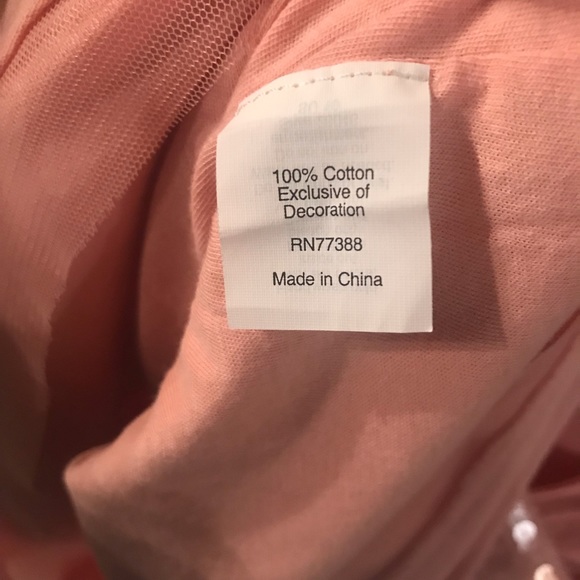 100% Cotton
Exclusive of
Decoration
RN77388
Made in China